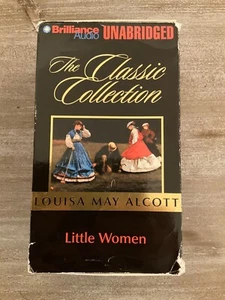 Brilliance
Audio
UNABRIDGED
The Classic
Collection
LOUISA MAY ALCOTT
Little Women